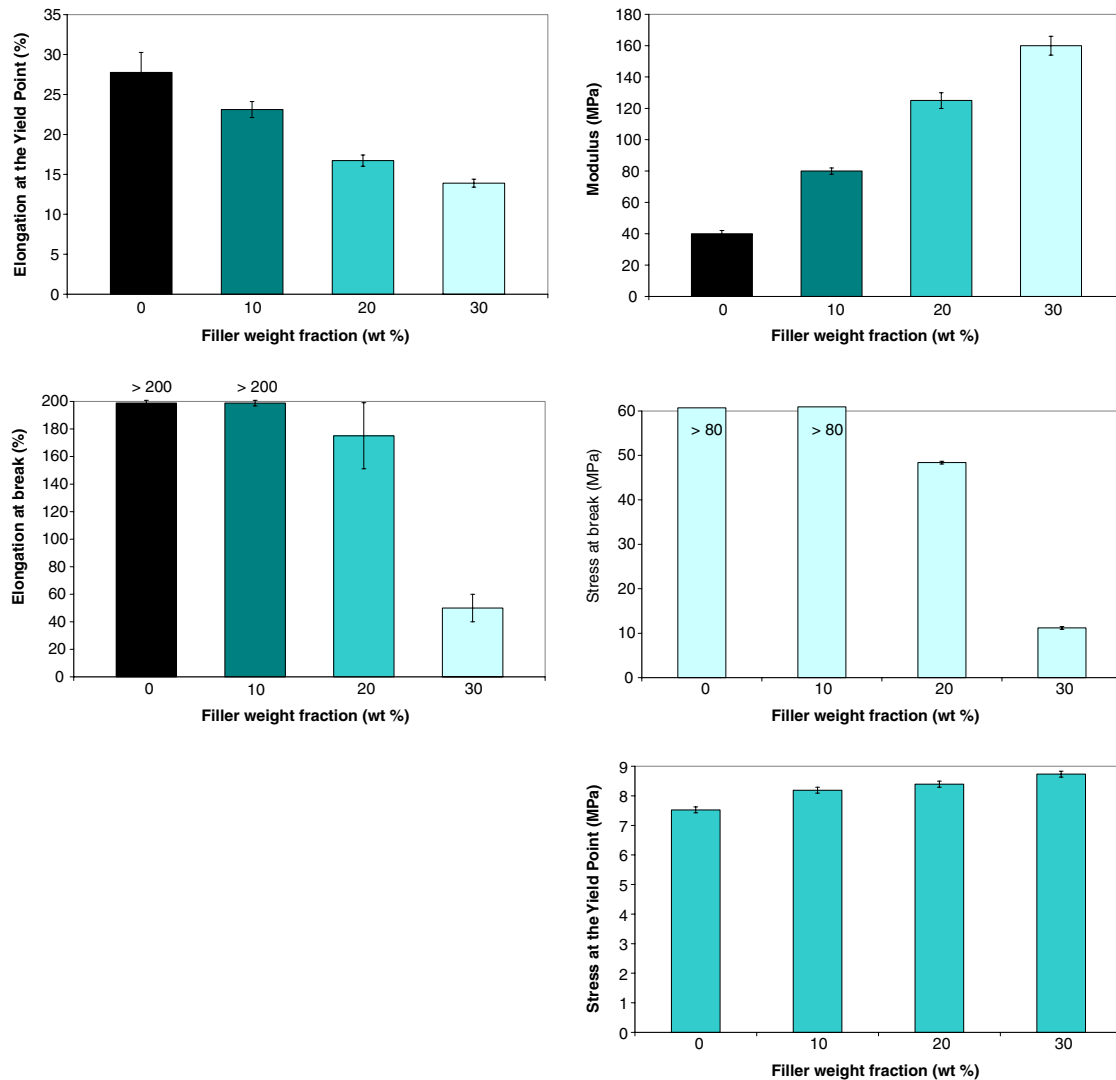 Elongation at the Yield Point (%)
35
30
25
20
15
10
5
0
0 10 20 30
Filler weight fraction (wt %)
Modulus (MPa)
180
160
140
120
100
80
60
40
20
0
0 10 20 30
Filler weight fraction (wt %)
Elongation at break (%)
> 200 > 200
200
180
160
140
120
100
80
60
40
20
0
0 10 20 30
Filler weight fraction (wt %)
Stress at break (MPa)
60
> 80 > 80
50
40
30
20
10
0
0 10 20 30
Filler weight fraction (wt %)
Stress at the Yield Point (MPa)
9
8
7
6
5
4
3
2
1
0
0 10 20 30
Filler weight fraction (wt %)